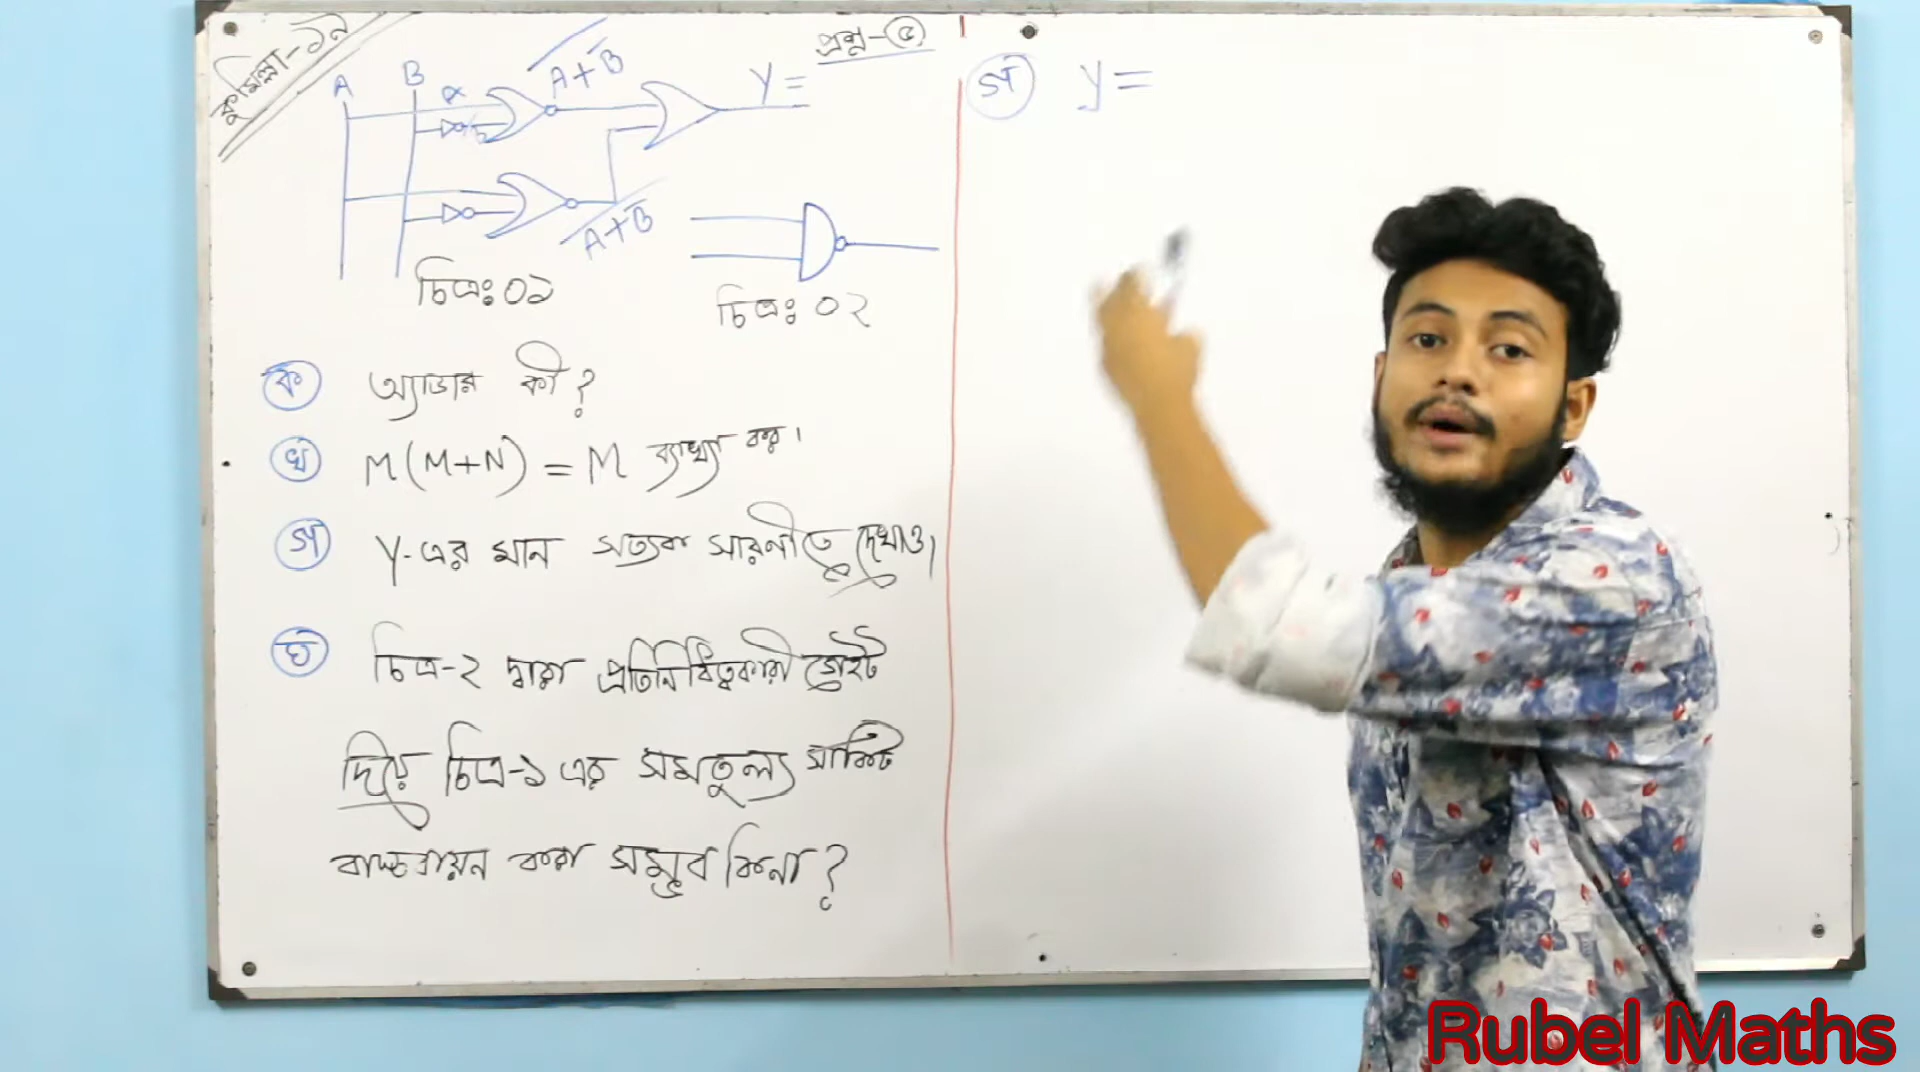 কুমিল্লা-১৯
প্রশ্ন-৫
A B
A+B̅
Y=
A+B̅
চিত্রঃ ০১
চিত্রঃ ০২
ক অ্যাডার কী?
খ M(M+N) = M ব্যাখ্যা কর।
গ Y-এর মান সত্যক সারণীতে দেখাও।
ঘ চিত্র-২ দ্বারা প্রতিনিধিত্বকারী গেইট
দিয়ে চিত্র-১ এর সমতুল্য সার্কিট
বাস্তবায়ন করা সম্ভব কিনা?
গ y=
Rubel Maths